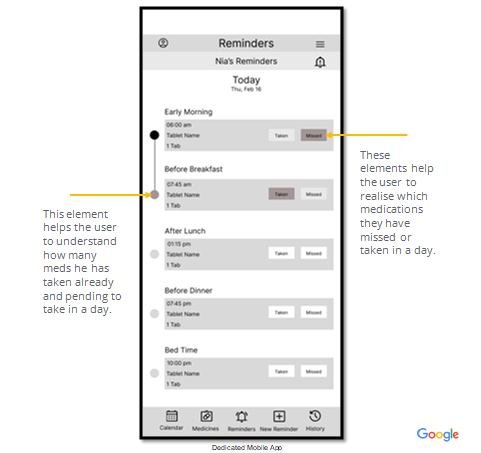 Reminders
Nia's Reminders
Today
Thu, Feb 16
Early Morning
06:00 am
Tablet Name
1 Tab
Taken
Missed
Before Breakfast
07:45 am
Tablet Name
1 Tab
Taken
Missed
After Lunch
01:15 pm
Tablet Name
1 Tab
Taken
Missed
Before Dinner
07:45 pm
Tablet Name
1 Tab
Taken
Missed
Bed Time
10:00 pm
Tablet Name
1 Tab
Taken
Missed
Calendar
Medicines
Reminders
New Reminder
History
Dedicated Mobile App
This element
helps the user
to understand
how many
meds he has
taken already
and pending to
take in a day.
These
elements help
the user to
realise which
medications
they have
missed or
taken in a day.
Google